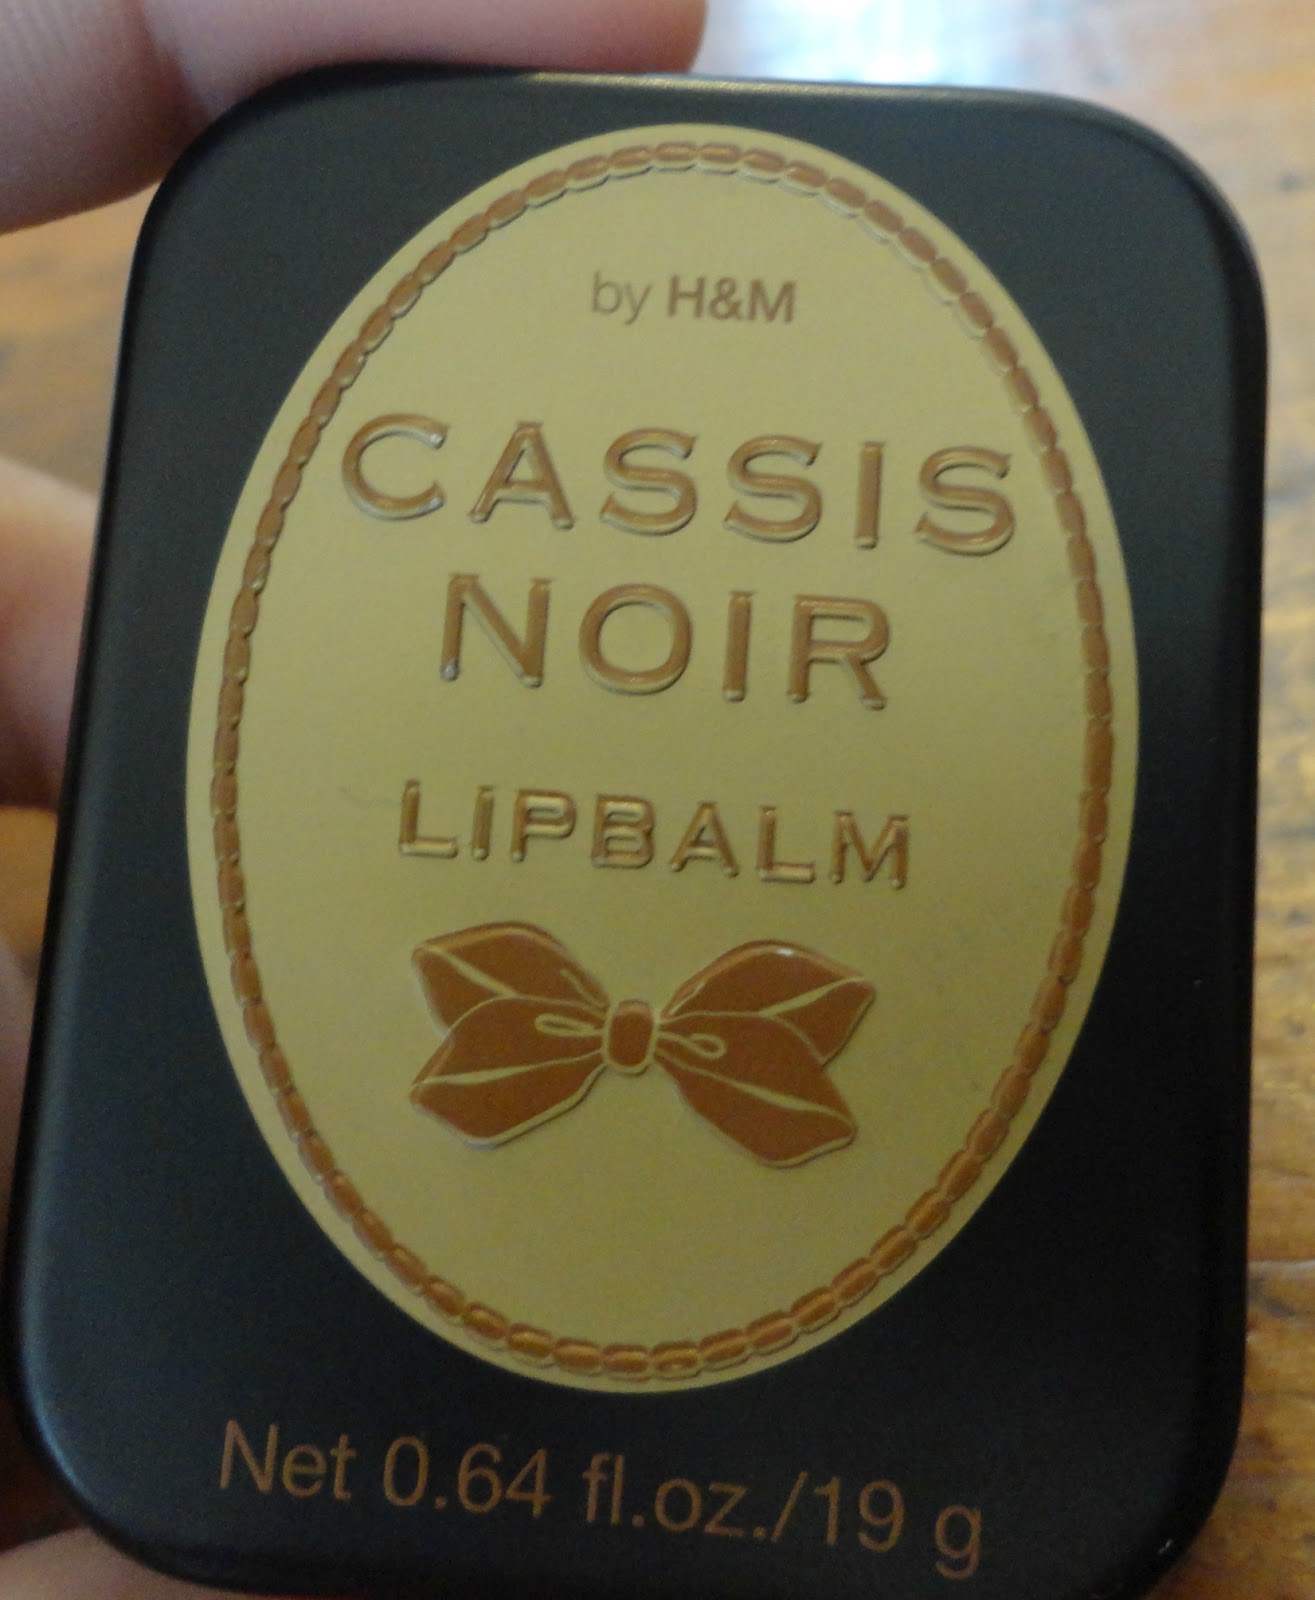 by H&M
CASSIS
NOIR
LIPBALM
Net 0.64 fl.oz./19 g